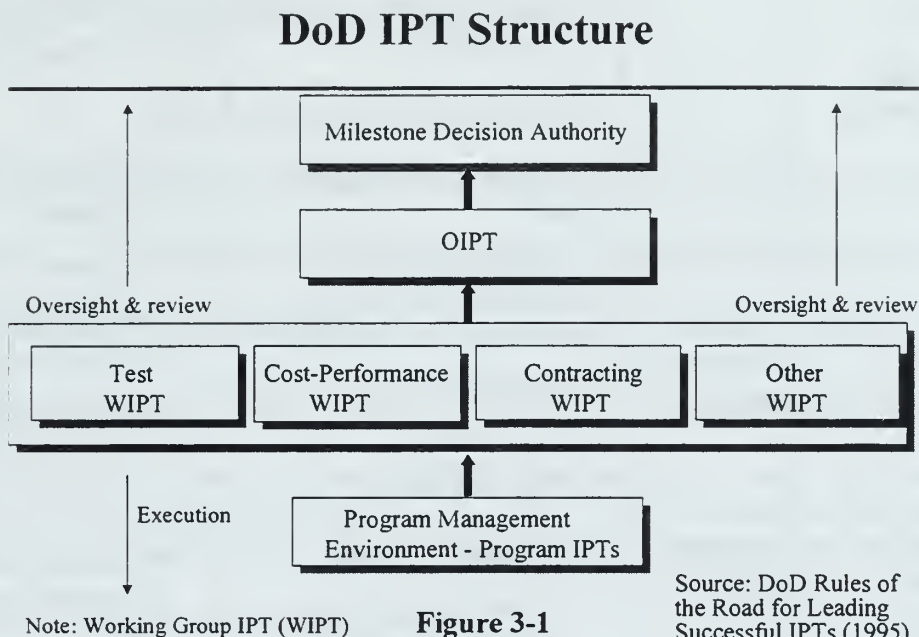 DoD IPT Structure
Milestone Decision Authority
OIPT
Oversight & review
Oversight & review
Test
WIPT
Cost-Performance
WIPT
Contracting
WIPT
Other
WIPT
Execution
Program Management
Environment - Program IPTs
Note: Working Group IPT (WIPT)
Figure 3-1
Source: DoD Rules of
the Road for Leading
Successful IPTs (1995)